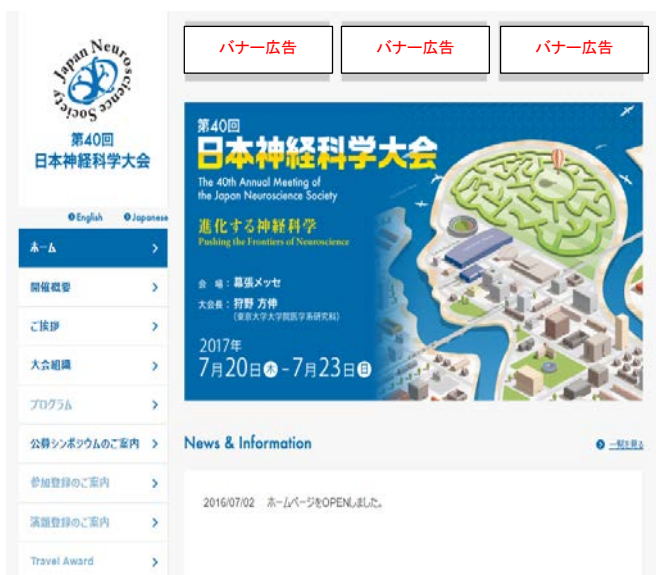 Japan Neuroscience Society
第40回
日本神経科学大会
English
Japanese
ホーム
開催概要
ご挨拶
大会組織
プログラム
公募シンポジウムのご案内
参加登録のご案内
演題登録のご案内
Travel Award
バナー広告
バナー広告
バナー広告
第40回
日本神経科学大会
The 40th Annual Meeting of
the Japan Neuroscience Society
進化する神経科学
Pushing the Frontiers of Neuroscience
会 場：幕張メッセ
大会長：狩野 方伸
（東京大学大学院医学系研究科）
2017年
7月20日木-7月23日日
News & Information
一覧を見る
2016/07/02 ホームページをOPENしました。